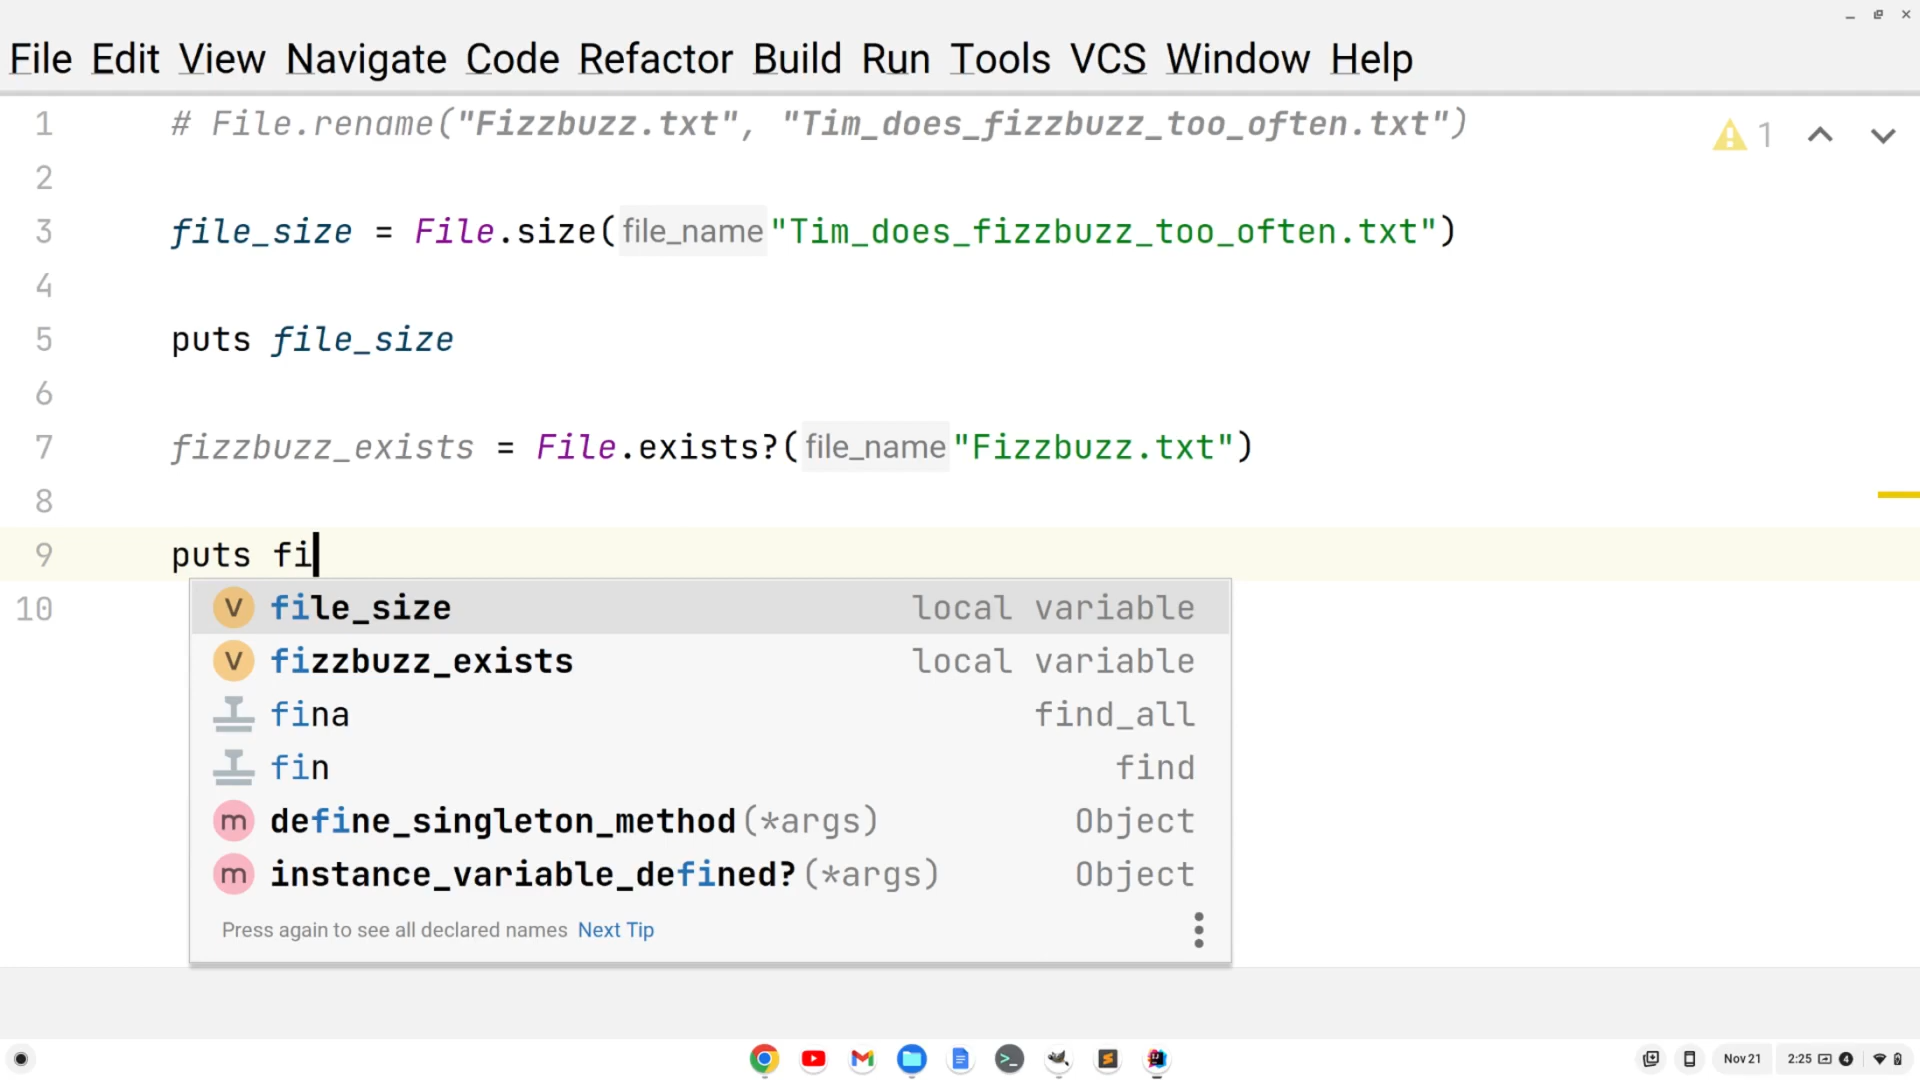 File Edit View Navigate Code Refactor Build Run Tools VCS Window Help
1 # File.rename("Fizzbuzz.txt", "Tim_does_fizzbuzz_too_often.txt")
1
2
3 file_size = File.size( file_name "Tim_does_fizzbuzz_too_often.txt")
4
5 puts file_size
6
7 fizzbuzz_exists = File.exists?( file_name "Fizzbuzz.txt")
8
9 puts fi
10
V file_size local variable
V fizzbuzz_exists local variable
fina find_all
fin find
m define_singleton_method(*args) Object
m instance_variable_defined?(*args) Object
Press again to see all declared names Next Tip
Nov 21 2:25 4